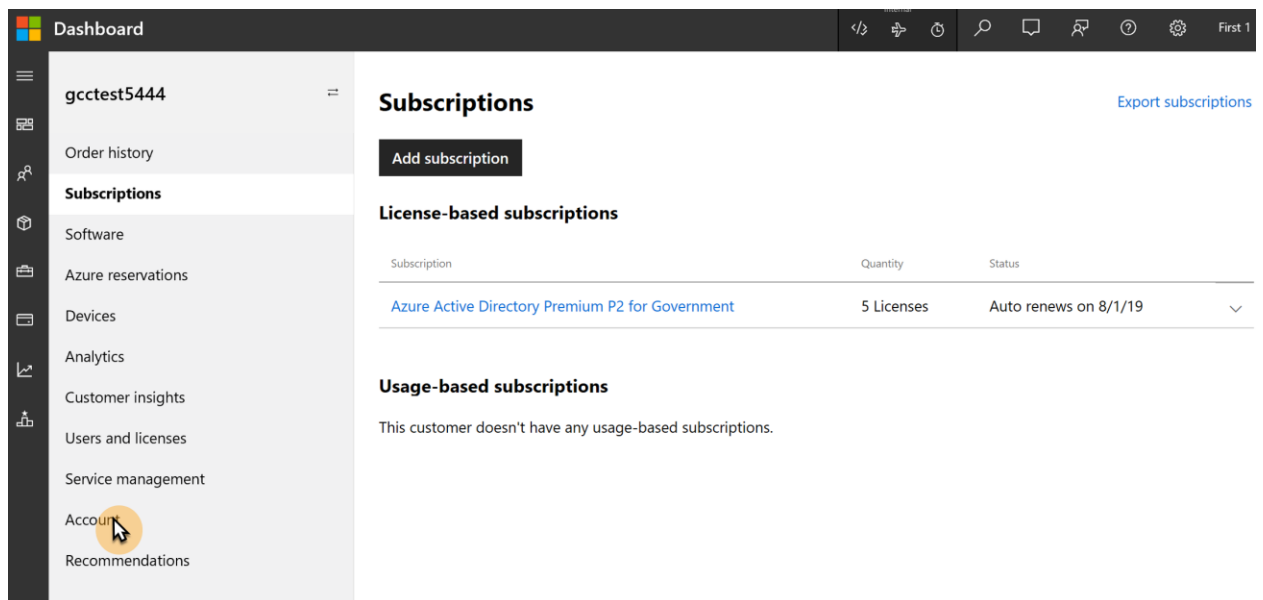 Internal
Dashboard
First 1
gcctest5444
Order history
Subscriptions
Software
Azure reservations
Devices
Analytics
Customer insights
Users and licenses
Service management
Account
Recommendations
Subscriptions
Export subscriptions
Add subscription
License-based subscriptions
Subscription Quantity Status
Azure Active Directory Premium P2 for Government 5 Licenses Auto renews on 8/1/19
Usage-based subscriptions
This customer doesn't have any usage-based subscriptions.